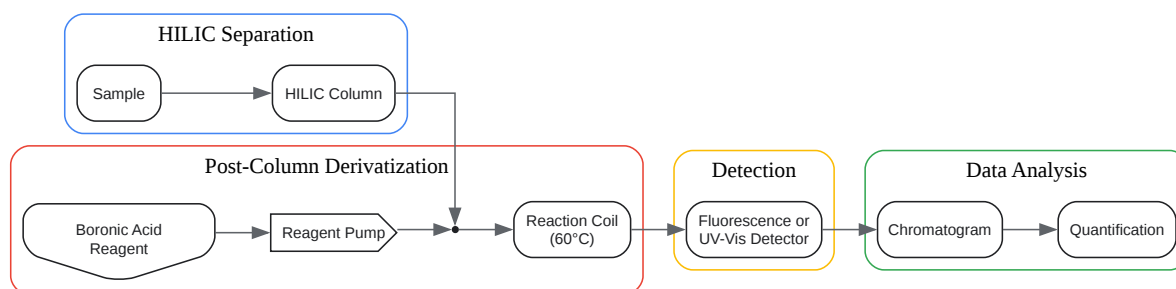 HILIC Separation
Sample
HILIC Column
Post-Column Derivatization
Boronic Acid
Reagent
Reagent Pump
Reaction Coil
(60°C)
Detection
Fluorescence or
UV-Vis Detector
Data Analysis
Chromatogram
Quantification